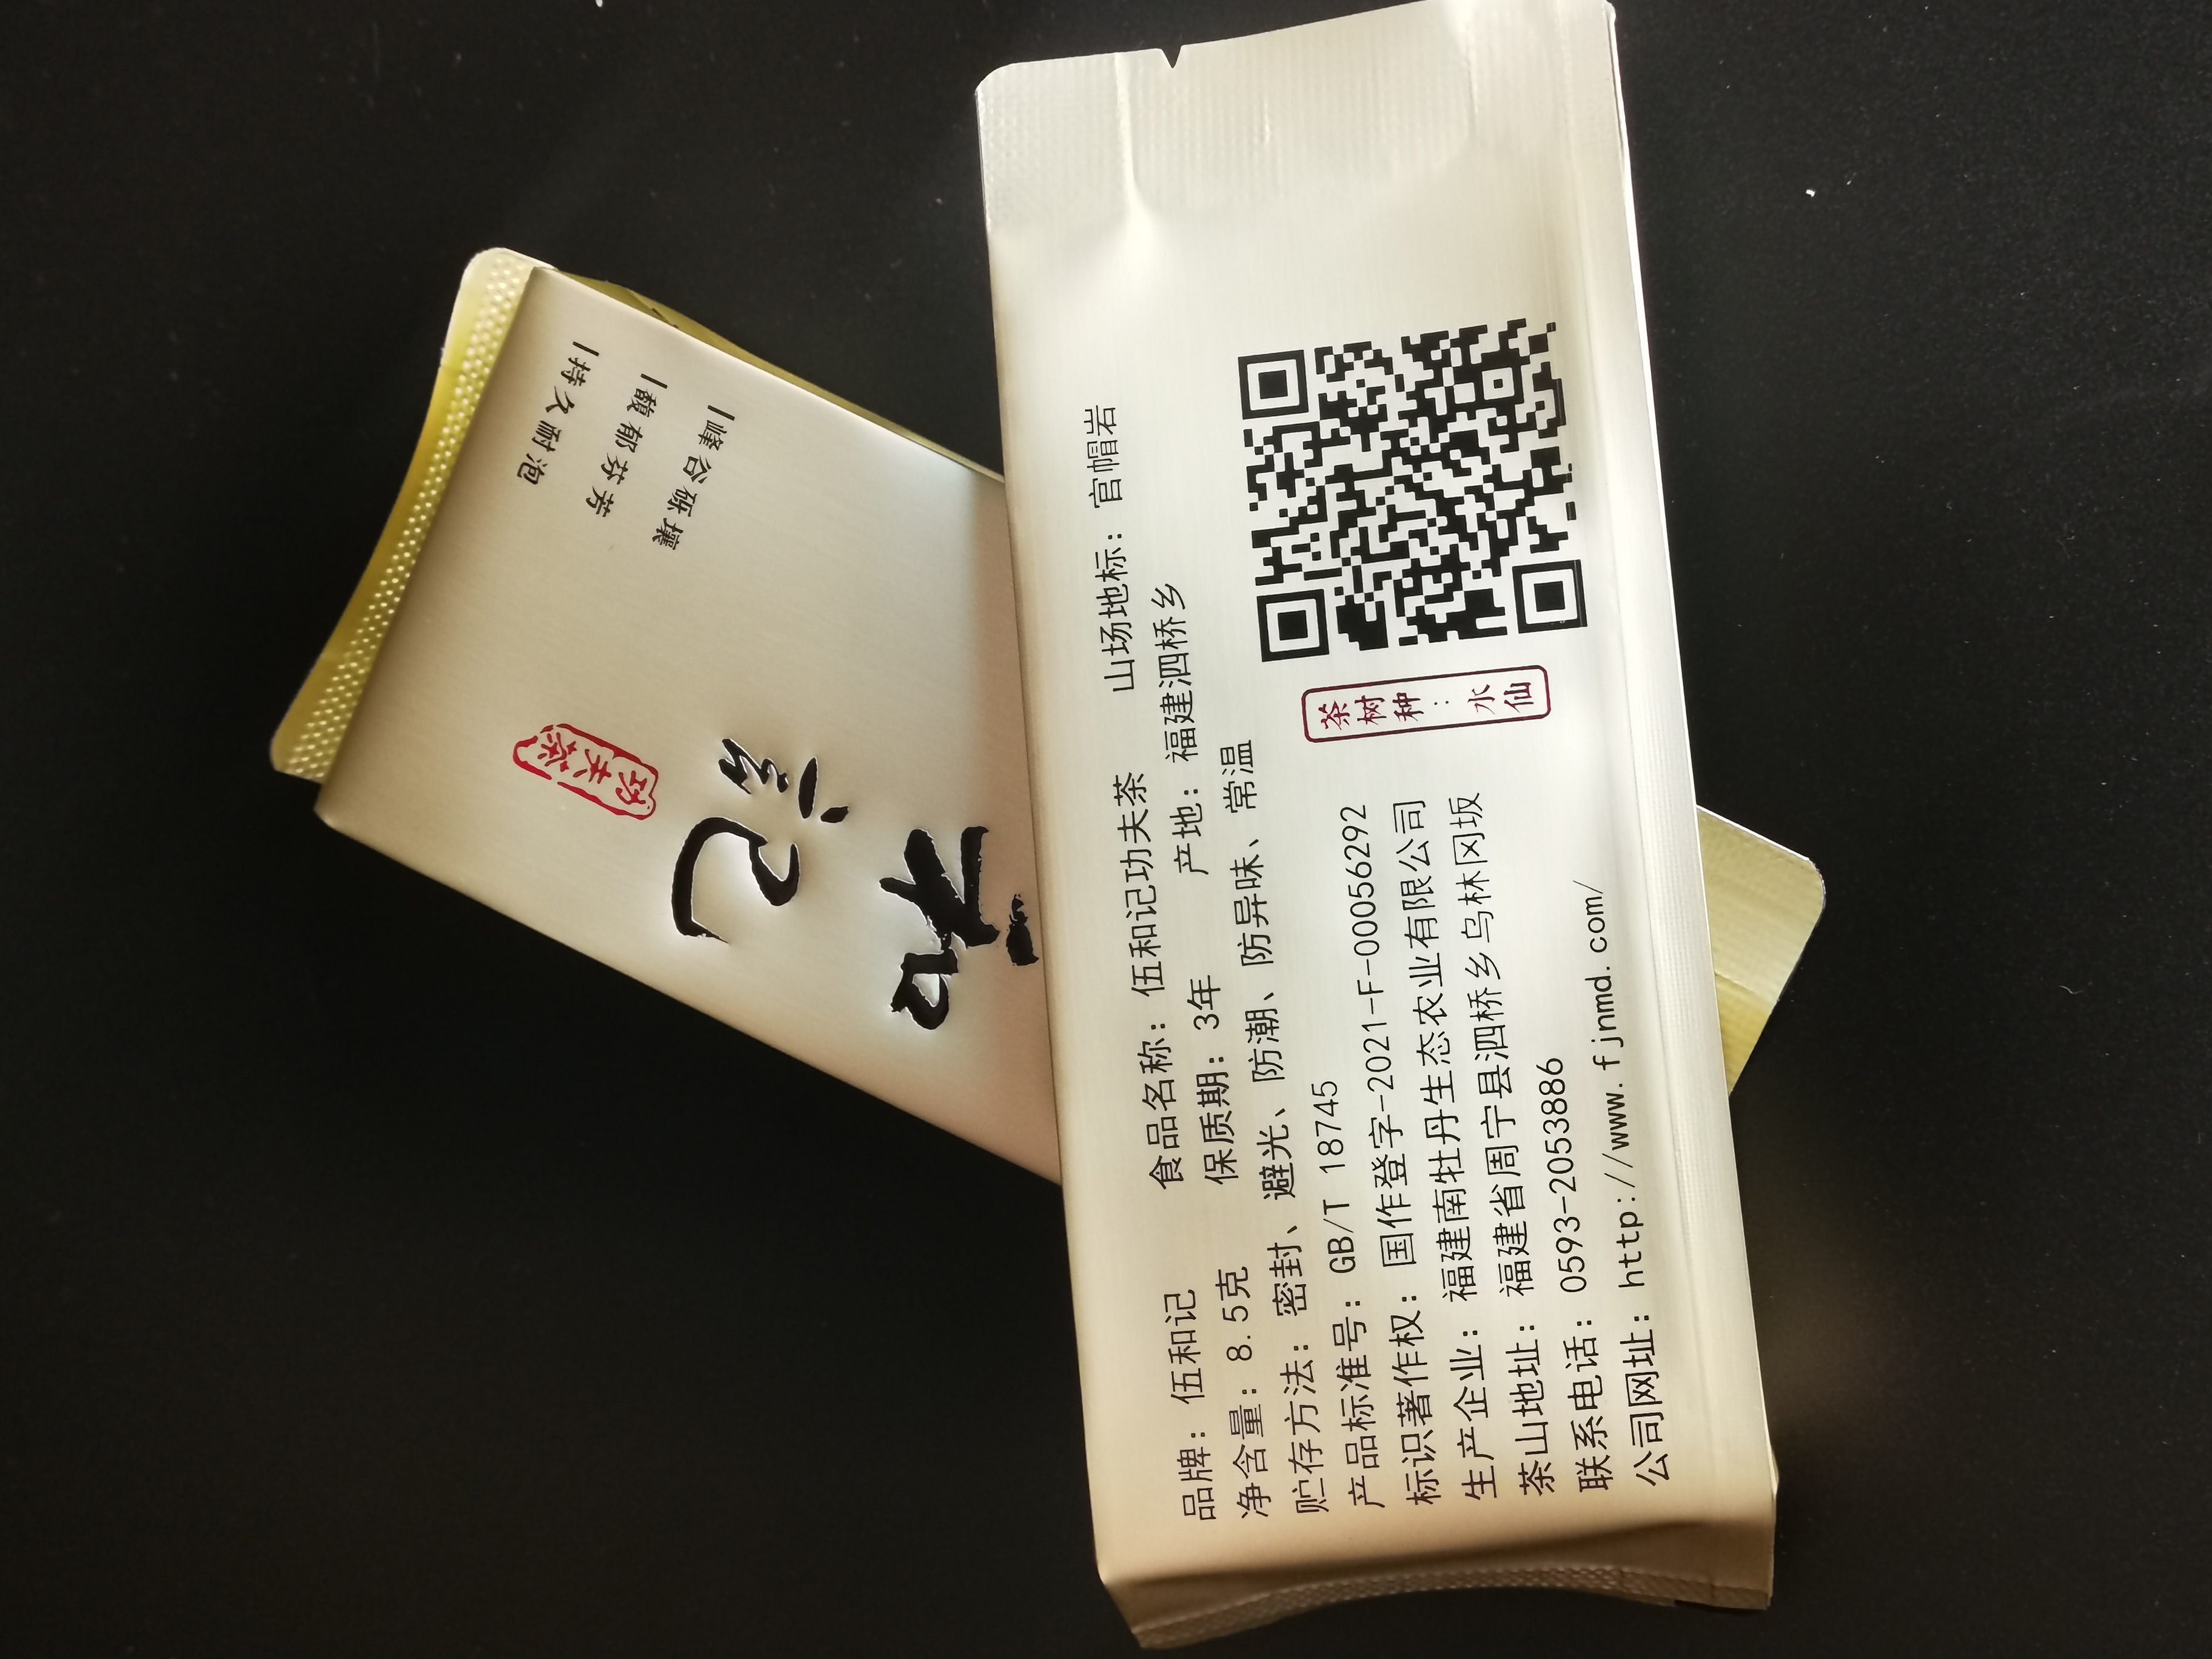 品牌：伍和记 食品名称：伍和记功夫茶 山场地标：官帽岩
净含量：8.5克 保质期：3年 产地：福建泗桥乡
贮存方法：密封、避光、防潮、防异味、常温
产品标准号：GB/T 18745
标识著作权：国作登字-2021-F-00056292
生产企业：福建南牡丹生态农业有限公司
茶山地址：福建省周宁县泗桥乡乌林冈坂
联系电话：0593-2053886
公司网址：http://www.fjnmd.com/
茶树种：水仙
和記
功夫茶
峰谷砾壤
馥郁芬芳
持久耐泡